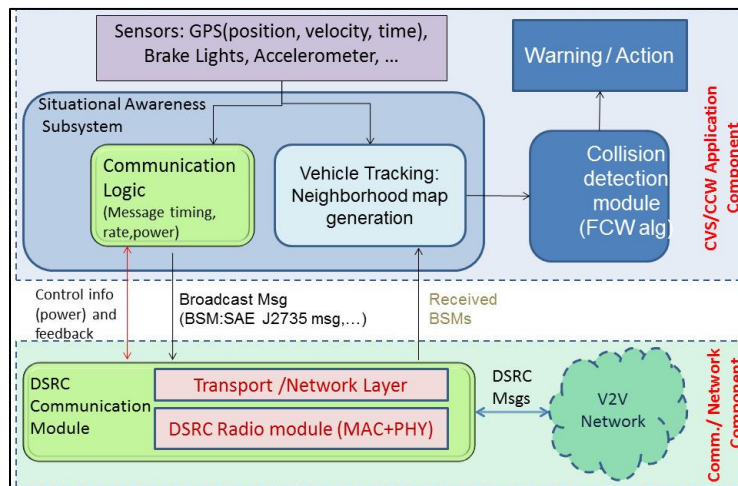 Sensors: GPS(position, velocity, time),
Brake Lights, Accelerometer, ...
Warning / Action
Situational Awareness
Subsystem
Communication
Logic
(Message timing,
rate,power)
Vehicle Tracking:
Neighborhood map
generation
Collision
detection
module
(FCW alg)
CVS/CCW Application
Component
Control info
(power) and
feedback
Broadcast Msg
(BSM:SAE J2735 msg,...)
Received
BSMs
DSRC
Communication
Module
Transport /Network Layer
DSRC Radio module (MAC+PHY)
DSRC
Msgs
V2V
Network
Comm./ Network
Component